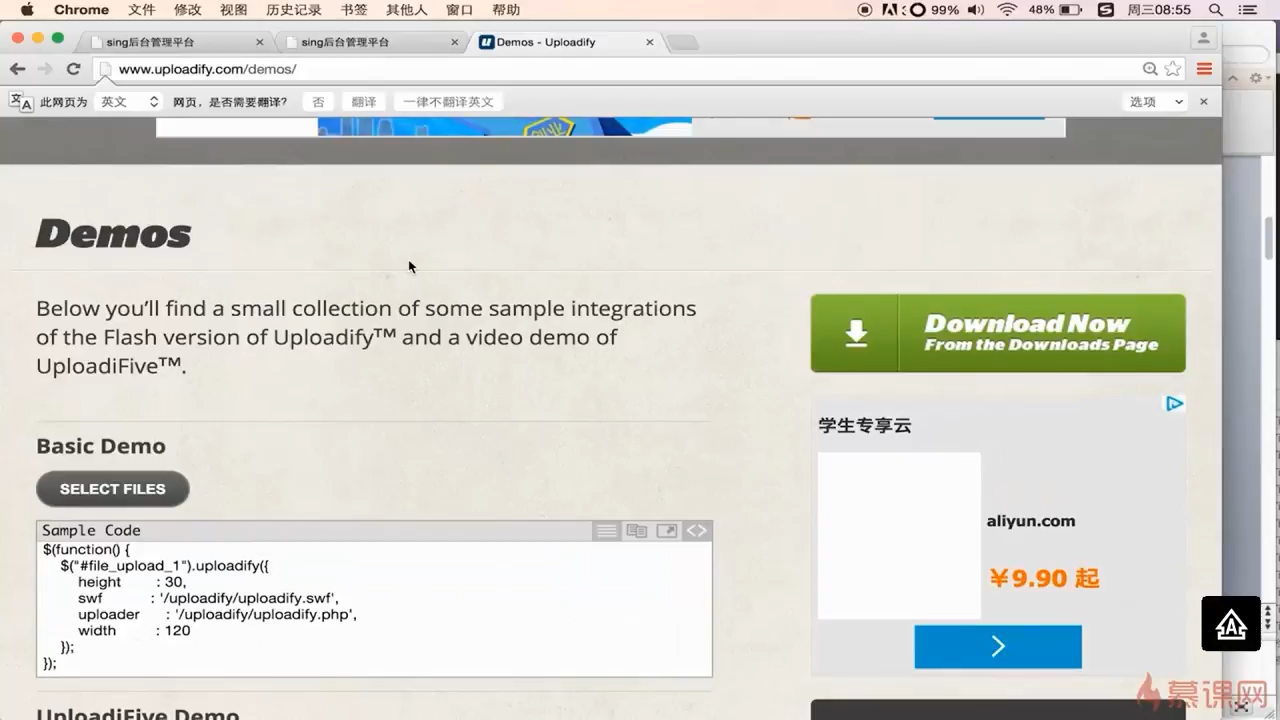 Chrome 文件 修改 视图 历史记录 书签 其他人 窗口 帮助 99% 48% 周三08:55
sing后台管理平台 sing后台管理平台 Demos - Uploadify
www.uploadify.com/demos/
此网页为 英文 网页，是否需要翻译? 否 翻译 一律不翻译英文 选项
Demos
Below you'll find a small collection of some sample integrations
of the Flash version of Uploadify™ and a video demo of
UploadiFive™.
Download Now
From the Downloads Page
Basic Demo
SELECT FILES
Sample Code
$(function() {
$("#file_upload_1").uploadify({
height : 30,
swf : '/uploadify/uploadify.swf',
uploader : '/uploadify/uploadify.php',
width : 120
});
});
UploadiFive Demo
学生专享云
aliyun.com
¥9.90 起
慕课网